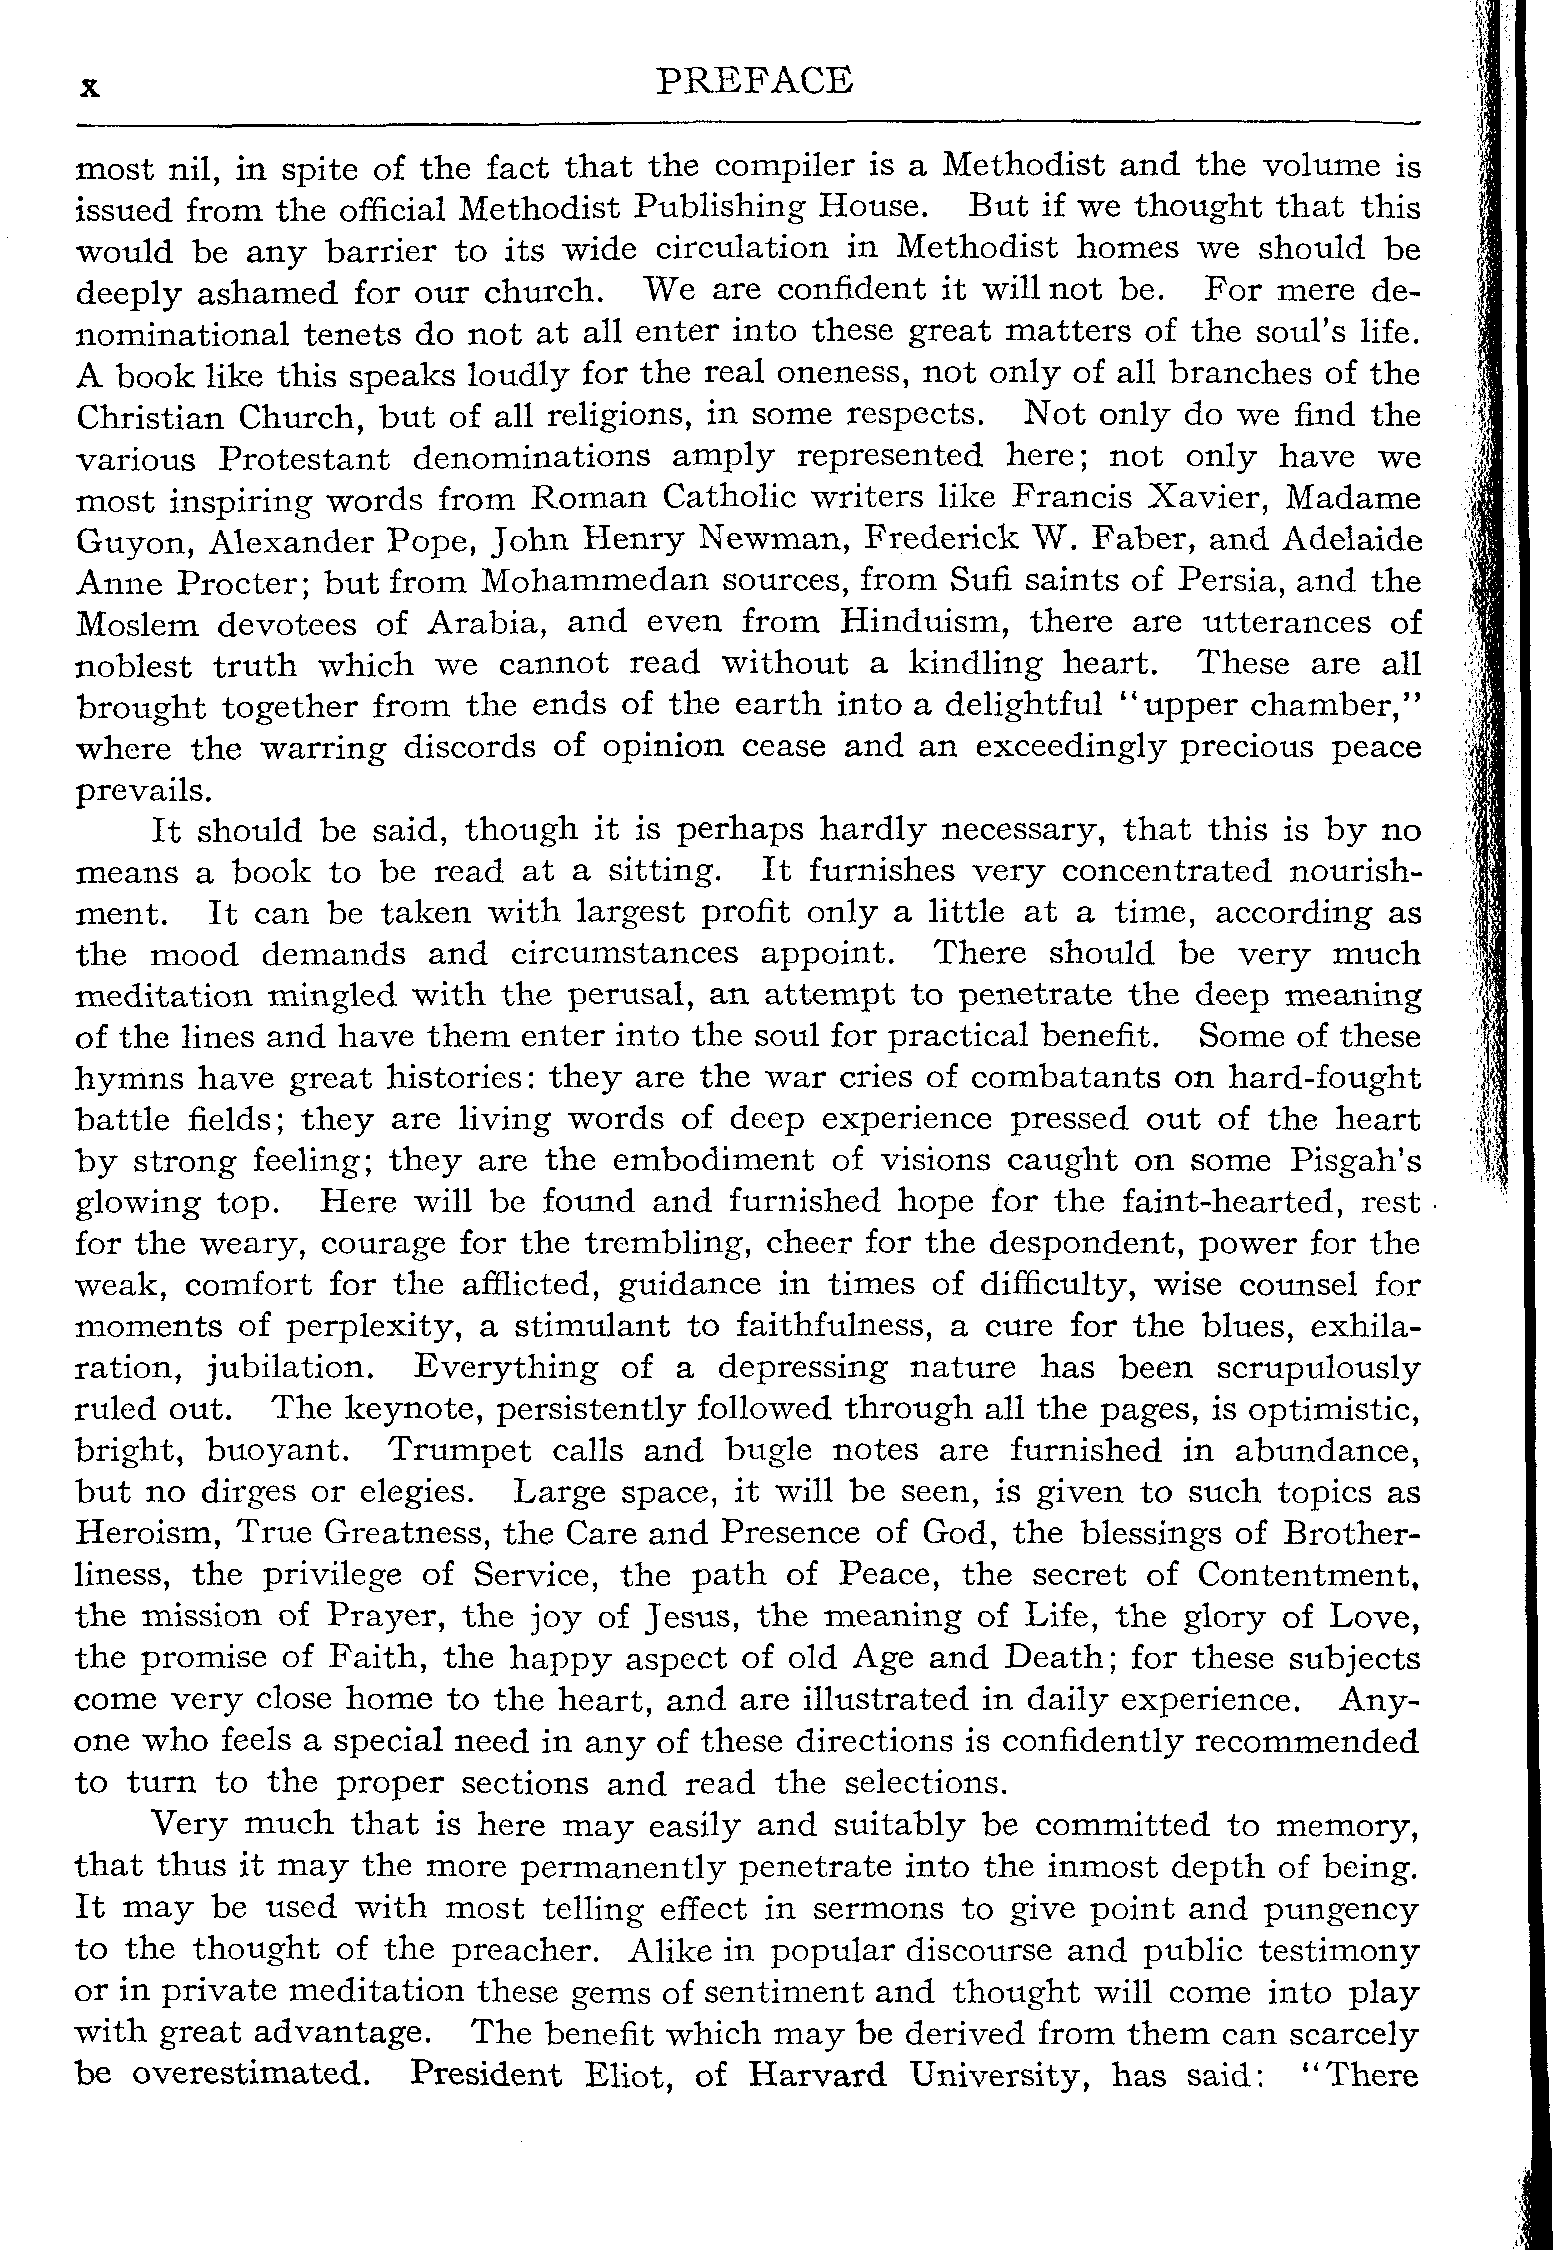 x PREFACE
most nil, in spite of the fact that the compiler is a Methodist and the volume is
issued from the official Methodist Publishing House. But if we thought that this
would be any barrier to its wide circulation in Methodist homes we should be
deeply ashamed for our church. We are confident it will not be. For mere de-
nominational tenets do not at all enter into these great matters of the soul's life.
A book like this speaks loudly for the real oneness, not only of all branches of the
Christian Church, but of all religions, in some respects. Not only do we find the
various Protestant denominations amply represented here; not only have we
most inspiring words from Roman Catholic writers like Francis Xavier, Madame
Guyon, Alexander Pope, John Henry Newman, Frederick W. Faber, and Adelaide
Anne Procter; but from Mohammedan sources, from Sufi saints of Persia, and the
Moslem devotees of Arabia, and even from Hinduism, there are utterances of
noblest truth which we cannot read without a kindling heart. These are all
brought together from the ends of the earth into a delightful "upper chamber,"
where the warring discords of opinion cease and an exceedingly precious peace
prevails.
It should be said, though it is perhaps hardly necessary, that this is by no
means a book to be read at a sitting. It furnishes very concentrated nourish-
ment. It can be taken with largest profit only a little at a time, according as
the mood demands and circumstances appoint. There should be very much
meditation mingled with the perusal, an attempt to penetrate the deep meaning
of the lines and have them enter into the soul for practical benefit. Some of these
hymns have great histories: they are the war cries of combatants on hard-fought
battle fields; they are living words of deep experience pressed out of the heart
by strong feeling; they are the embodiment of visions caught on some Pisgah's
glowing top. Here will be found and furnished hope for the faint-hearted, rest
for the weary, courage for the trembling, cheer for the despondent, power for the
weak, comfort for the afflicted, guidance in times of difficulty, wise counsel for
moments of perplexity, a stimulant to faithfulness, a cure for the blues, exhila-
ration, jubilation. Everything of a depressing nature has been scrupulously
ruled out. The keynote, persistently followed through all the pages, is optimistic,
bright, buoyant. Trumpet calls and bugle notes are furnished in abundance,
but no dirges or elegies. Large space, it will be seen, is given to such topics as
Heroism, True Greatness, the Care and Presence of God, the blessings of Brother-
liness, the privilege of Service, the path of Peace, the secret of Contentment,
the mission of Prayer, the joy of Jesus, the meaning of Life, the glory of Love,
the promise of Faith, the happy aspect of old Age and Death; for these subjects
come very close home to the heart, and are illustrated in daily experience. Any-
one who feels a special need in any of these directions is confidently recommended
to turn to the proper sections and read the selections.
Very much that is here may easily and suitably be committed to memory,
that thus it may the more permanently penetrate into the inmost depth of being.
It may be used with most telling effect in sermons to give point and pungency
to the thought of the preacher. Alike in popular discourse and public testimony
or in private meditation these gems of sentiment and thought will come into play
with great advantage. The benefit which may be derived from them can scarcely
be overestimated. President Eliot, of Harvard University, has said: "There